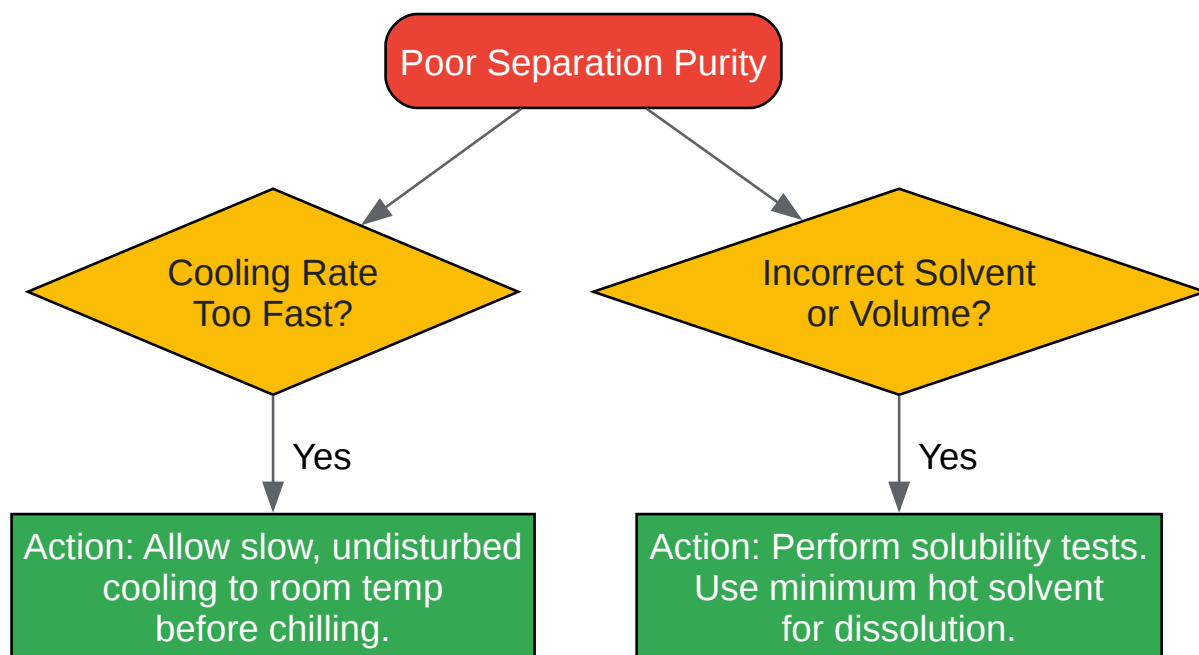 Poor Separation Purity
Cooling Rate
Too Fast?
Incorrect Solvent
or Volume?
Yes
Yes
Action: Allow slow, undisturbed
cooling to room temp
before chilling.
Action: Perform solubility tests.
Use minimum hot solvent
for dissolution.